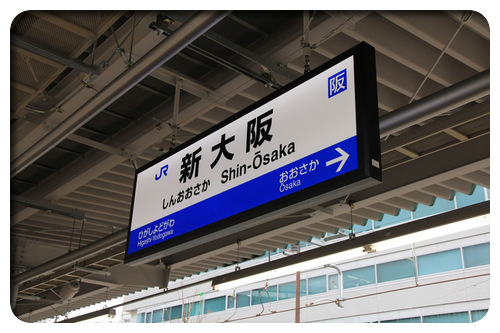 JR 新大阪 阪
しんおおさか Shin-Ōsaka
ひがしよどがわ
Higashi-Yodogawa
おおさか
Ōsaka